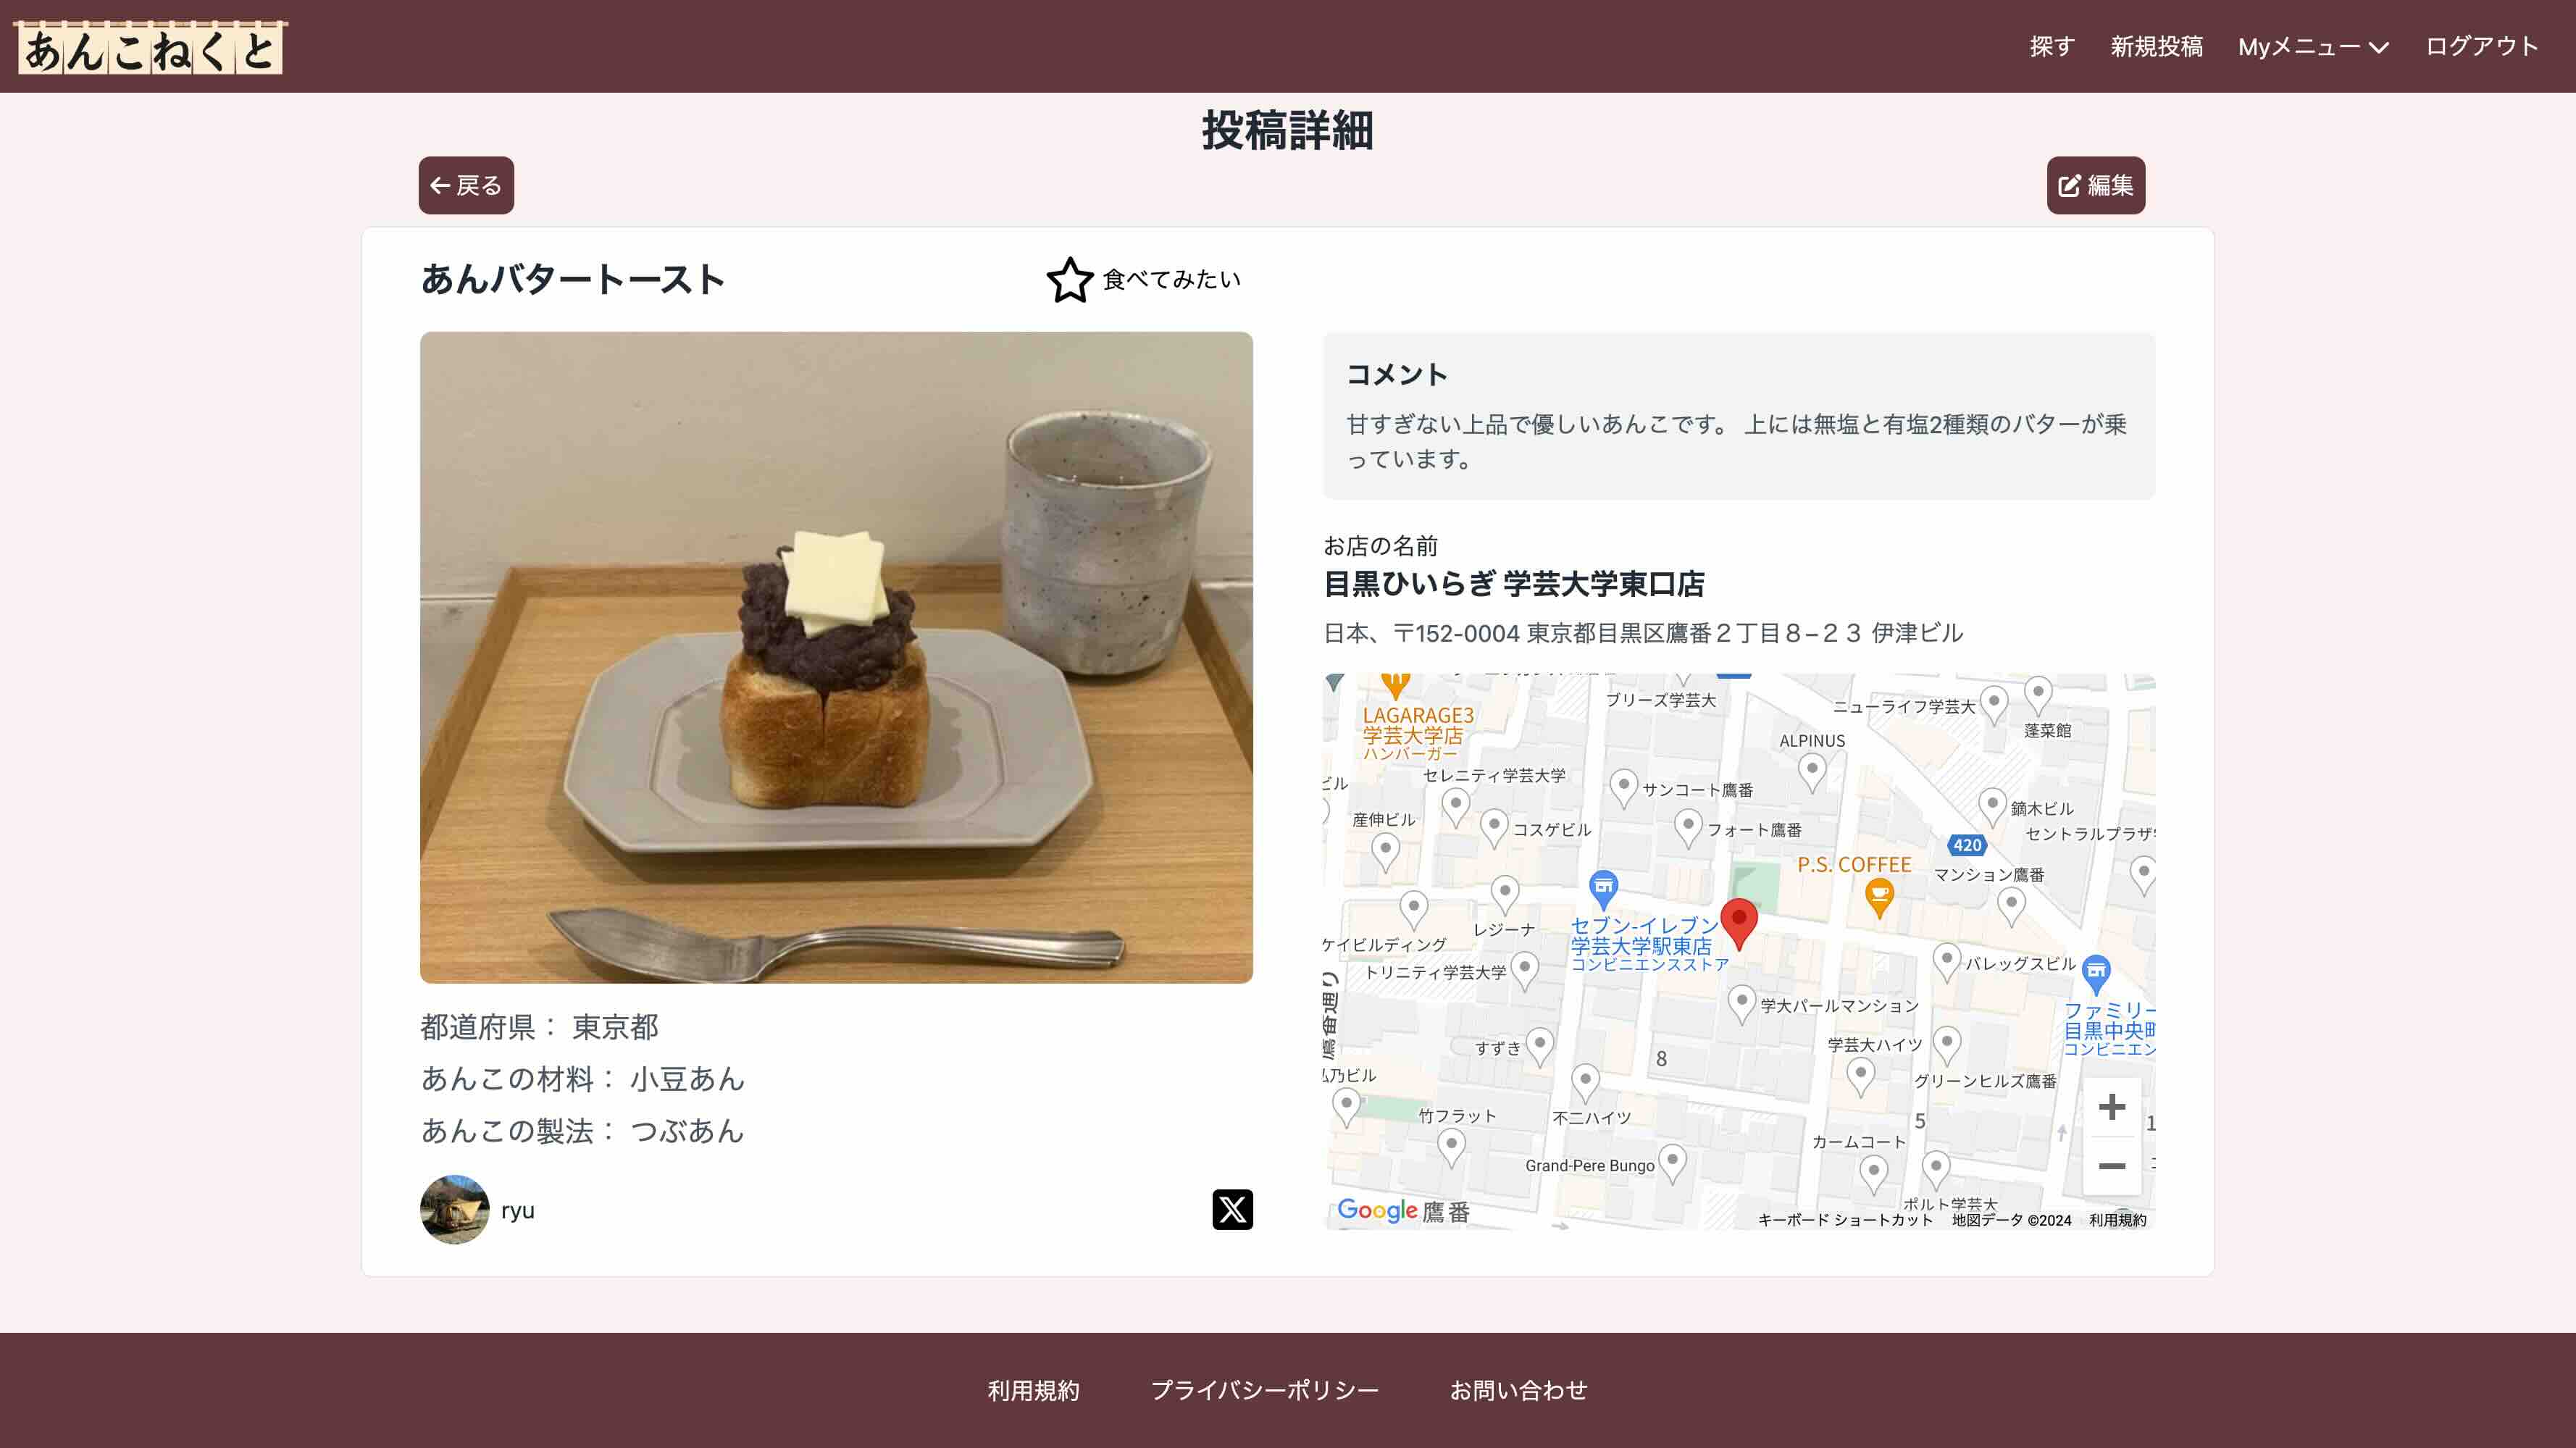 あんこねくと
探す
新規投稿
Myメニュー
ログアウト
投稿詳細
戻る
編集
あんバタートースト
食べてみたい
コメント
甘すぎない上品で優しいあんこです。 上には無塩と有塩2種類のバターが乗
っています。
お店の名前
目黒ひいらぎ 学芸大学東口店
日本、〒152-0004 東京都目黒区鷹番２丁目８−２３ 伊津ビル
LAGARAGE3
学芸大学店
ハンバーガー
ブリーズ学芸大
ニューライフ学芸大
蓬菜館
ALPINUS
セレニティ学芸大学
サンコート鷹番
ビル
産伸ビル
コスゲビル
フォート鷹番
鏑木ビル
セントラルプラザ
420
P.S. COFFEE
マンション鷹番
セブン-イレブン
学芸大学駅東店
コンビニエンスストア
レジーナ
ケイビルディング
トリニティ学芸大学
バレッグスビル
鷹番通り
学大パールマンション
ファミリー
目黒中央町
コンビニエン
すずき
8
学芸大ハイツ
グリーンヒルズ鷹番
弘乃ビル
竹フラット
不二ハイツ
5
カームコート
Grand-Pere Bungo
ポルト学芸大
Google
鷹番
キーボード ショートカット
地図データ ©2024
利用規約
都道府県： 東京都
あんこの材料： 小豆あん
あんこの製法： つぶあん
ryu
利用規約
プライバシーポリシー
お問い合わせ